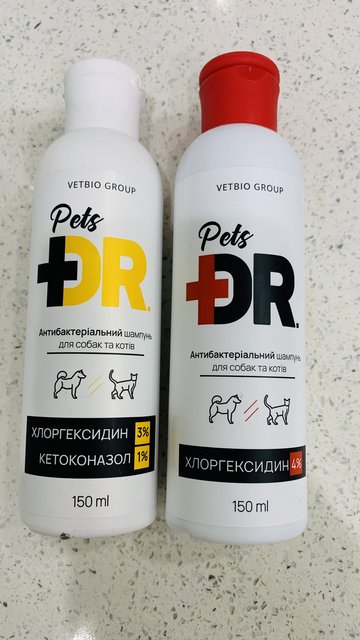 VETBIO GROUP
Pets
DR.
Антибактеріальний шампунь
для собак та котів
ХЛОРГЕКСИДИН 3%
КЕТОКОНАЗОЛ 1%
150 ml
VETBIO GROUP
Pets
DR.
Антибактеріальний шампунь
для собак та котів
ХЛОРГЕКСИДИН 4%
150 ml